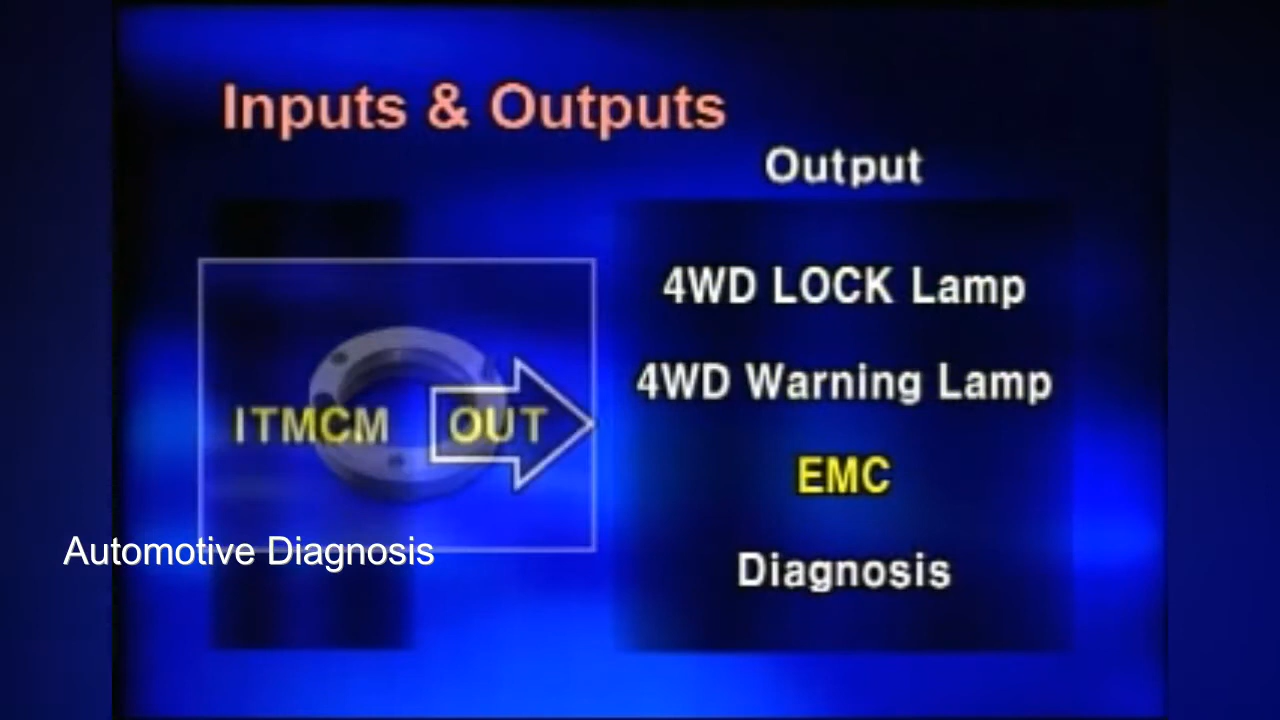 Inputs & Outputs
Output
4WD LOCK Lamp
4WD Warning Lamp
ITMCM OUT
EMC
Automotive Diagnosis
Diagnosis